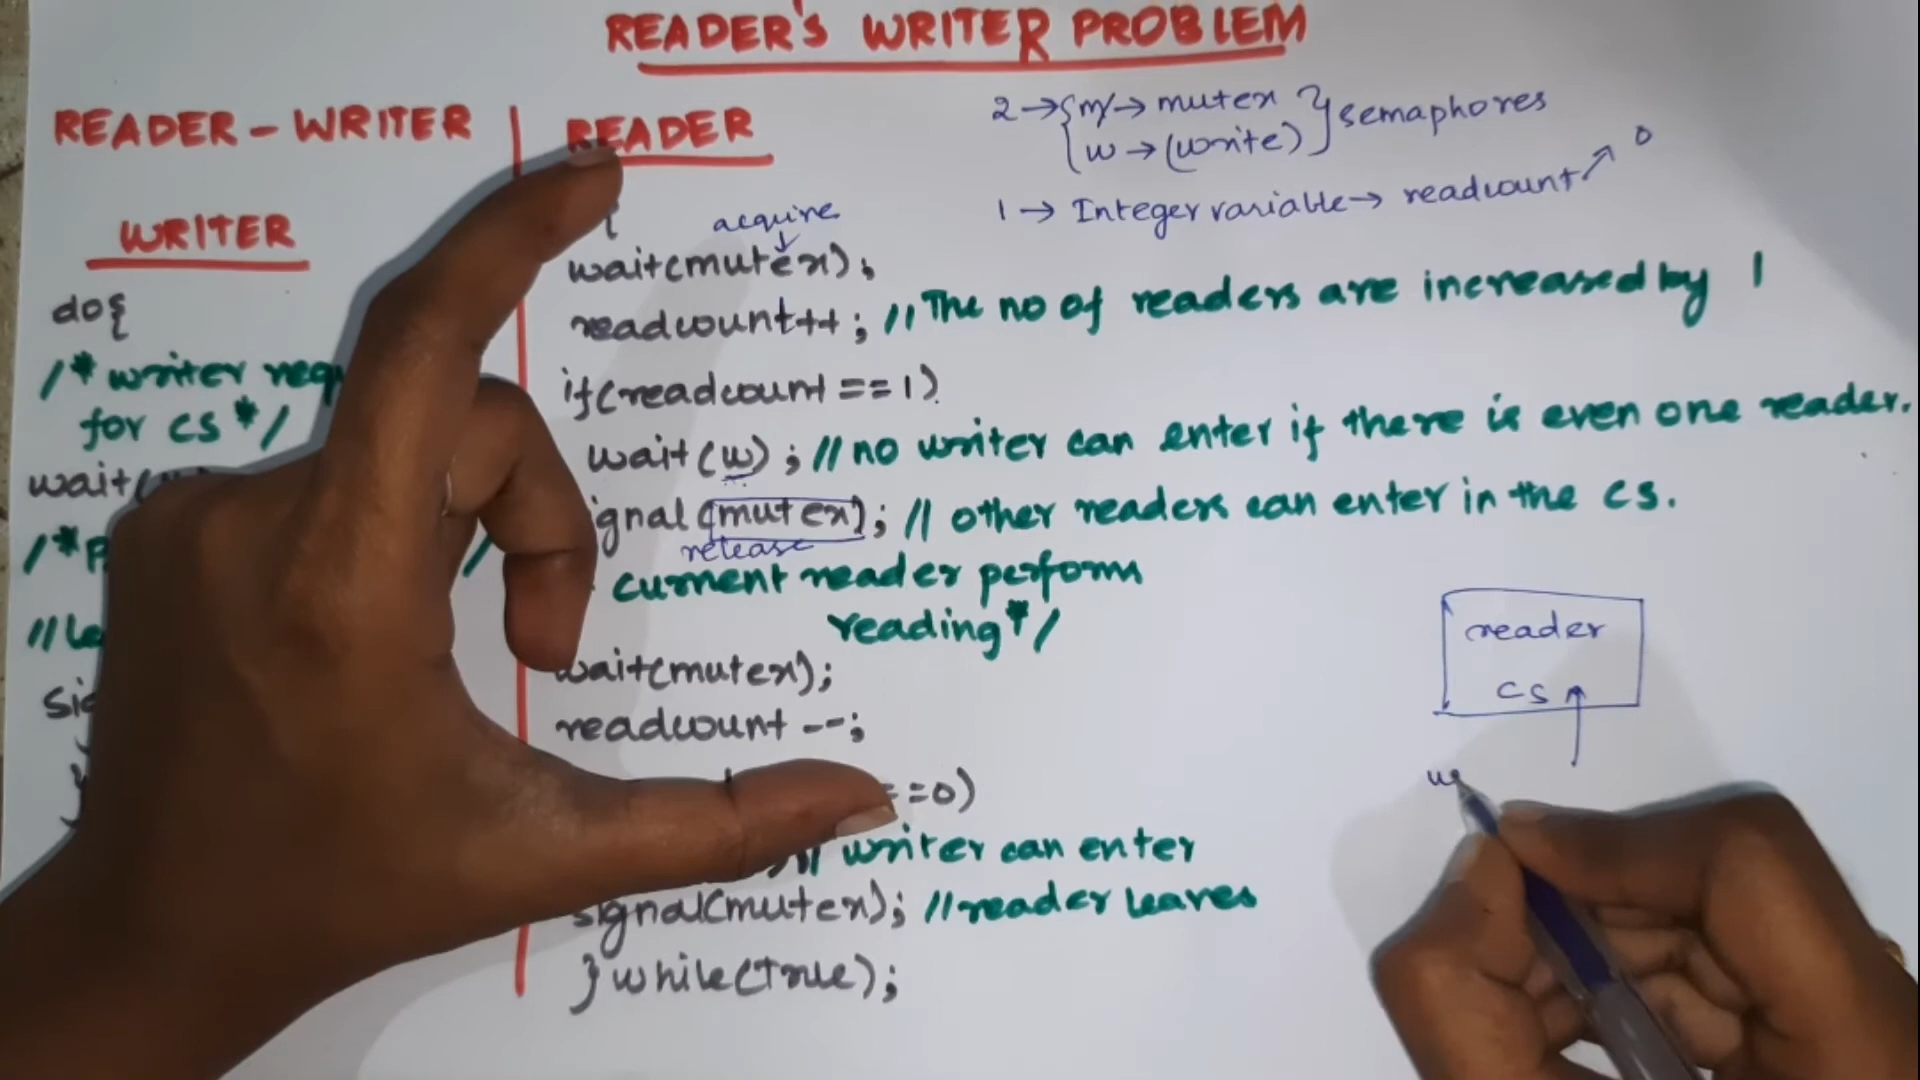 READER'S WRITER PROBLEM
READER-WRITER
WRITER
do{
/* writer
for CS */
wait(
/*
//
READER
{
acquire
wait(mutex);
readcount++; // The no of readers are increased by 1
if(readcount==1)
wait(w); // no writer can enter if there is even one reader.
ignal(mutex); // other readers can enter in the CS.
release
current reader perform
reading*/
wait(mutex);
readcount--;
==0)
// writer can enter
signal(mutex); // reader leaves
} while(true);
2→{m→ mutex } semaphores
{w→(write)
1→ Integer variable→ readcount ↗ 0
reader
CS